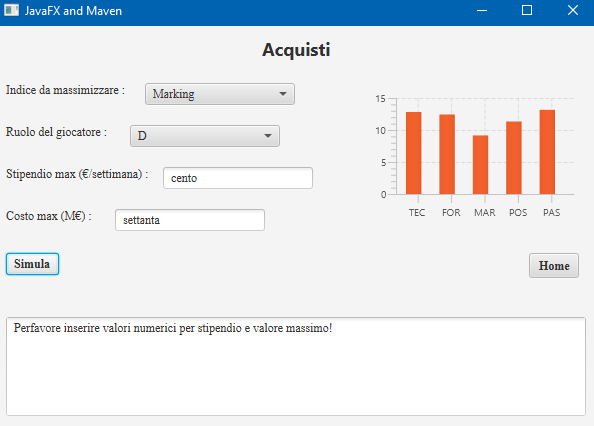 JavaFX and Maven
Acquisti
Indice da massimizzare :
Marking
Ruolo del giocatore :
D
Stipendio max (€/settimana) :
cento
Costo max (M€) :
settanta
15
10
5
0
TEC FOR MAR POS PAS
Simula
Home
Perfavore inserire valori numerici per stipendio e valore massimo!